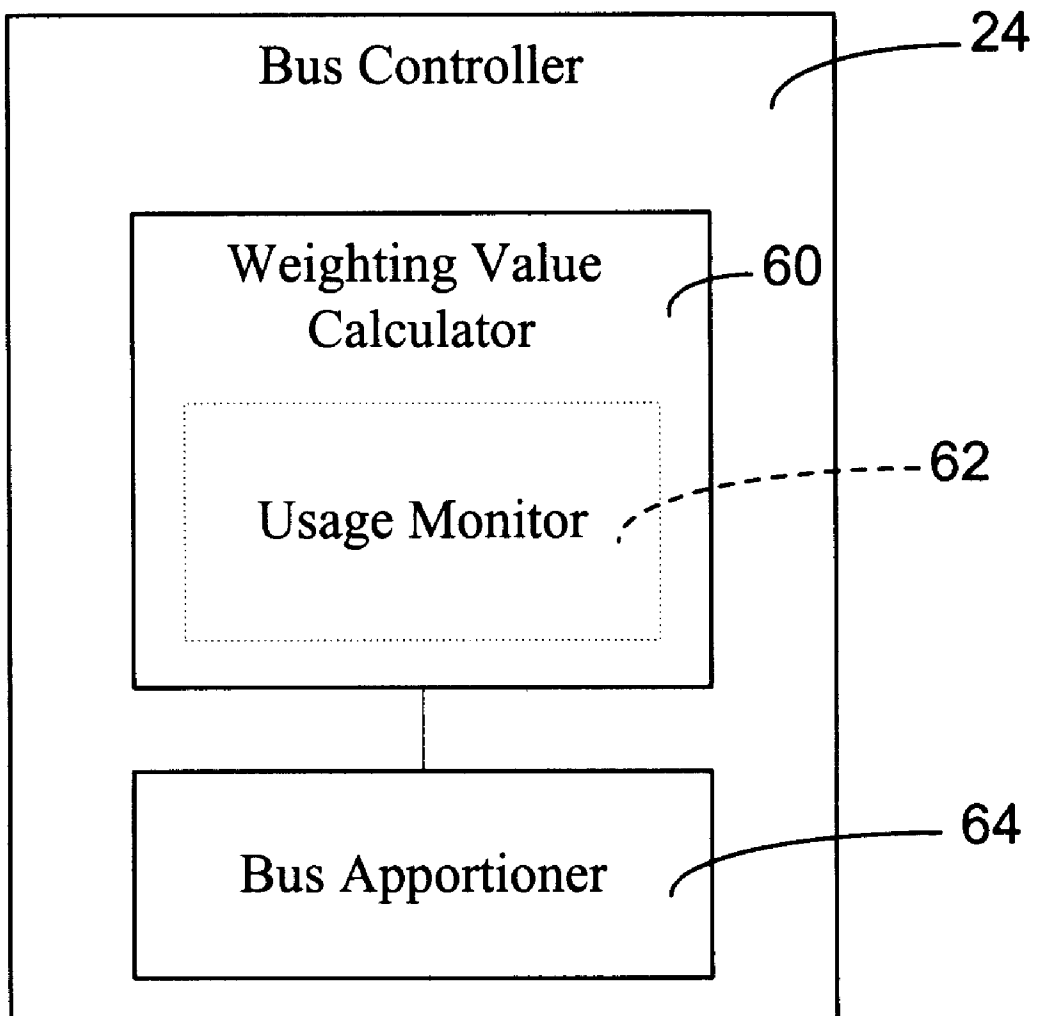 Bus Controller
24
Weighting Value
Calculator
60
Usage Monitor
62
Bus Apportioner
64